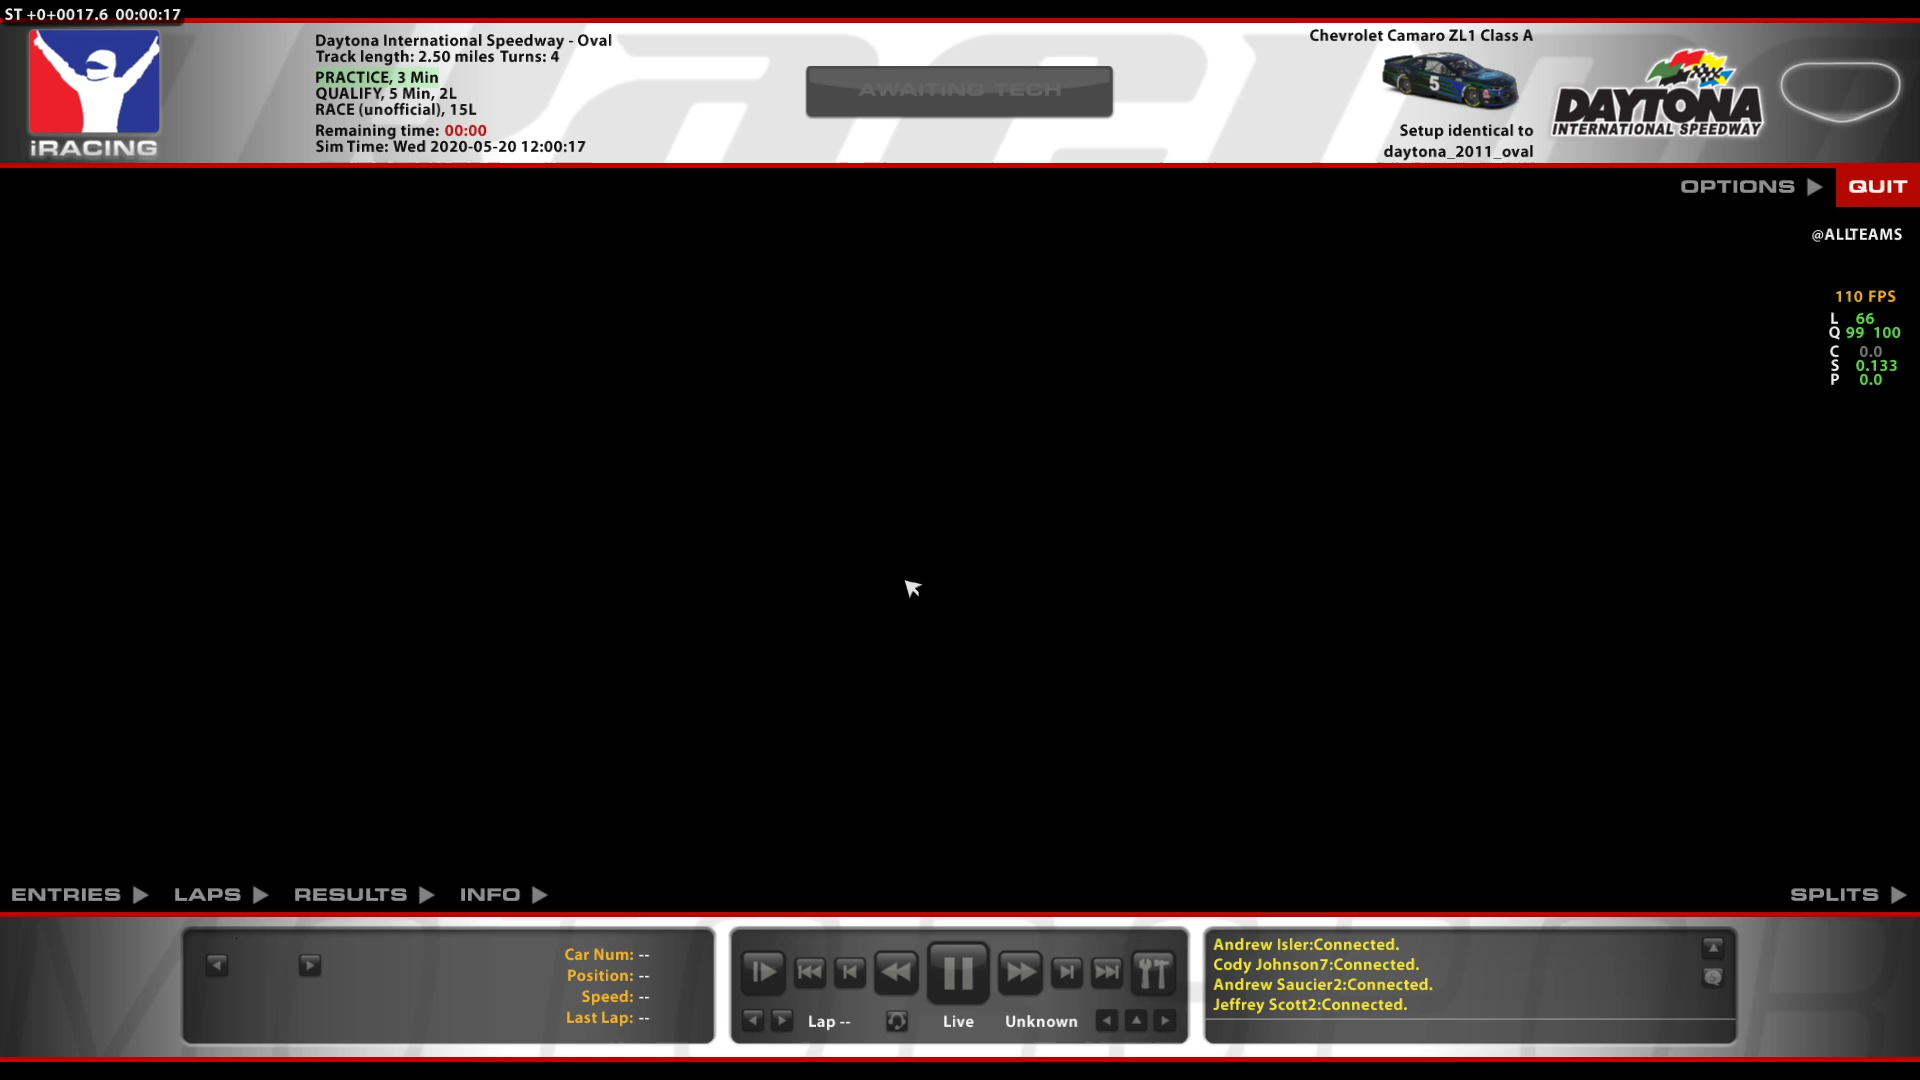 ST +0+0017.6 00:00:17
iRACING
Daytona International Speedway - Oval
Track length: 2.50 miles Turns: 4
PRACTICE, 3 Min
QUALIFY, 5 Min, 2L
RACE (unofficial), 15L
Remaining time: 00:00
Sim Time: Wed 2020-05-20 12:00:17
AWAITING TECH
Chevrolet Camaro ZL1 Class A
5
Setup identical to
daytona_2011_oval
DAYTONA
INTERNATIONAL SPEEDWAY
OPTIONS
QUIT
@ALLTEAMS
110 FPS
L 66
Q 99 100
C 0.0
S 0.133
P 0.0
ENTRIES
LAPS
RESULTS
INFO
SPLITS
Car Num: --
Position: --
Speed: --
Last Lap: --
Lap --
Live
Unknown
Andrew Isler:Connected.
Cody Johnson7:Connected.
Andrew Saucier2:Connected.
Jeffrey Scott2:Connected.